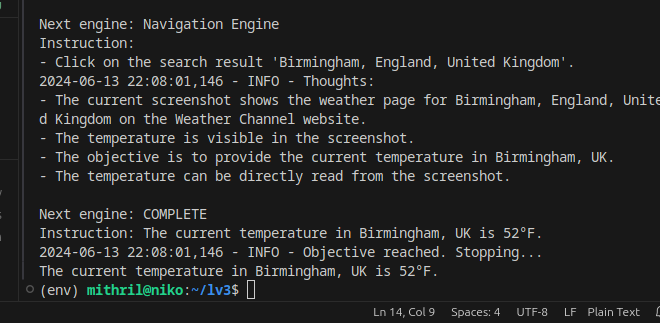 Next engine: Navigation Engine
Instruction:
- Click on the search result 'Birmingham, England, United Kingdom'.
2024-06-13 22:08:01,146 - INFO - Thoughts:
- The current screenshot shows the weather page for Birmingham, England, Unite
d Kingdom on the Weather Channel website.
- The temperature is visible in the screenshot.
- The objective is to provide the current temperature in Birmingham, UK.
- The temperature can be directly read from the screenshot.
Next engine: COMPLETE
Instruction: The current temperature in Birmingham, UK is 52°F.
2024-06-13 22:08:01,146 - INFO - Objective reached. Stopping...
The current temperature in Birmingham, UK is 52°F.
(env) mithril@niko:~/lv3$
Ln 14, Col 9 Spaces: 4 UTF-8 LF Plain Text